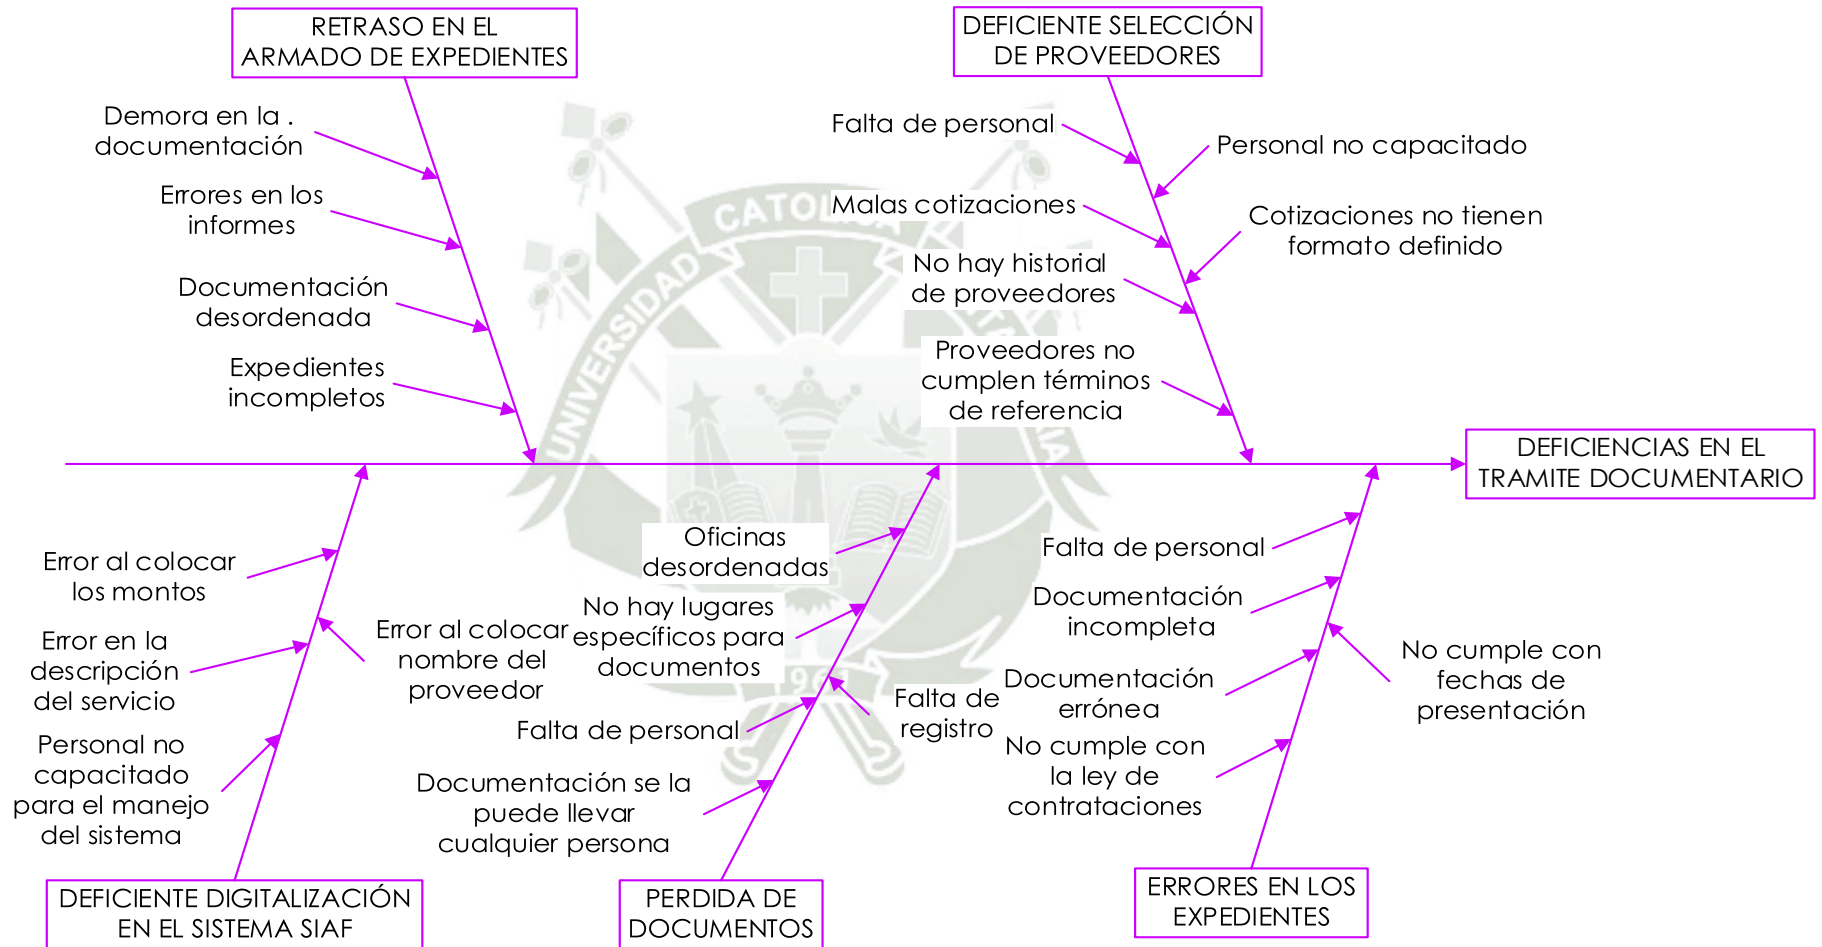 RETRASO EN EL
ARMADO DE EXPEDIENTES
Demora en la .
documentación
Errores en los
informes
Documentación
desordenada
Expedientes
incompletos
DEFICIENTE SELECCIÓN
DE PROVEEDORES
Falta de personal
Personal no capacitado
Malas cotizaciones
Cotizaciones no tienen
formato definido
No hay historial
de proveedores
Proveedores no
cumplen términos
de referencia
DEFICIENCIAS EN EL
TRAMITE DOCUMENTARIO
Error al colocar
los montos
Error en la
descripción
del servicio
Error al colocar
nombre del
proveedor
Personal no
capacitado
para el manejo
del sistema
DEFICIENTE DIGITALIZACIÓN
EN EL SISTEMA SIAF
Oficinas
desordenadas
No hay lugares
específicos para
documentos
Falta de personal
Falta de
registro
Documentación se la
puede llevar
cualquier persona
PERDIDA DE
DOCUMENTOS
Falta de personal
Documentación
incompleta
No cumple con
fechas de
presentación
Documentación
errónea
No cumple con
la ley de
contrataciones
ERRORES EN LOS
EXPEDIENTES
UNIVERSIDAD